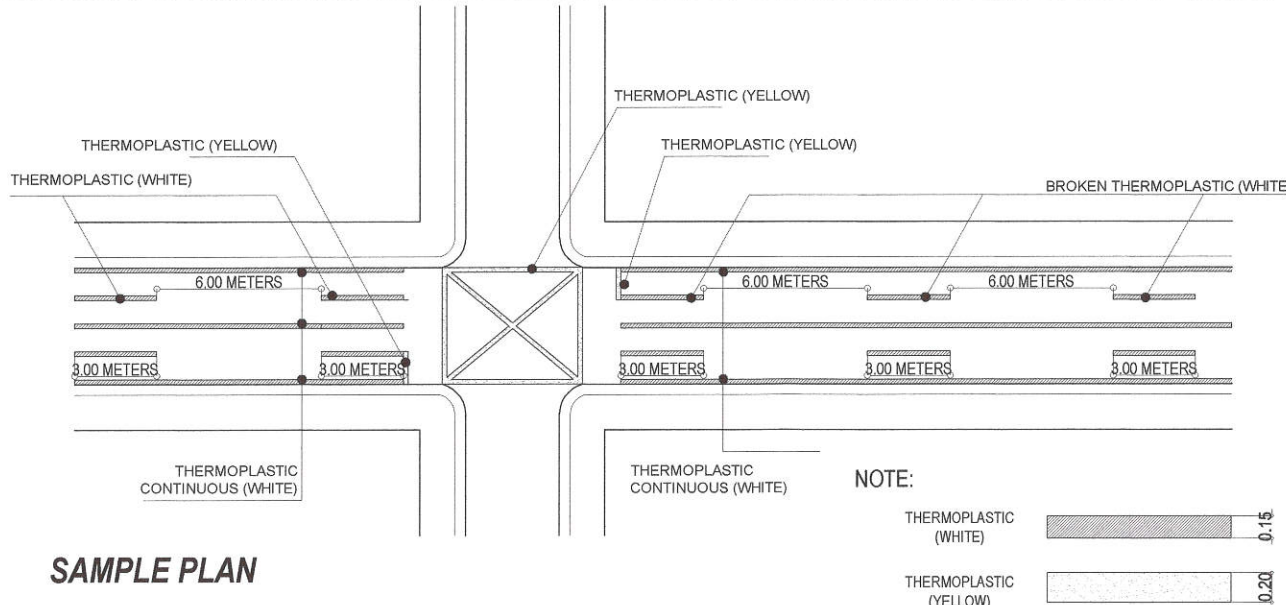 THERMOPLASTIC (YELLOW)
THERMOPLASTIC (YELLOW)
THERMOPLASTIC (YELLOW)
THERMOPLASTIC (WHITE)
BROKEN THERMOPLASTIC (WHITE
6.00 METERS
6.00 METERS
6.00 METERS
3.00 METERS
3.00 METERS
3.00 METERS
3.00 METERS
3.00 METERS
THERMOPLASTIC
CONTINUOUS (WHITE)
THERMOPLASTIC
CONTINUOUS (WHITE)
NOTE:
THERMOPLASTIC
(WHITE)
0.15
THERMOPLASTIC
(YELLOW)
0.20
SAMPLE PLAN